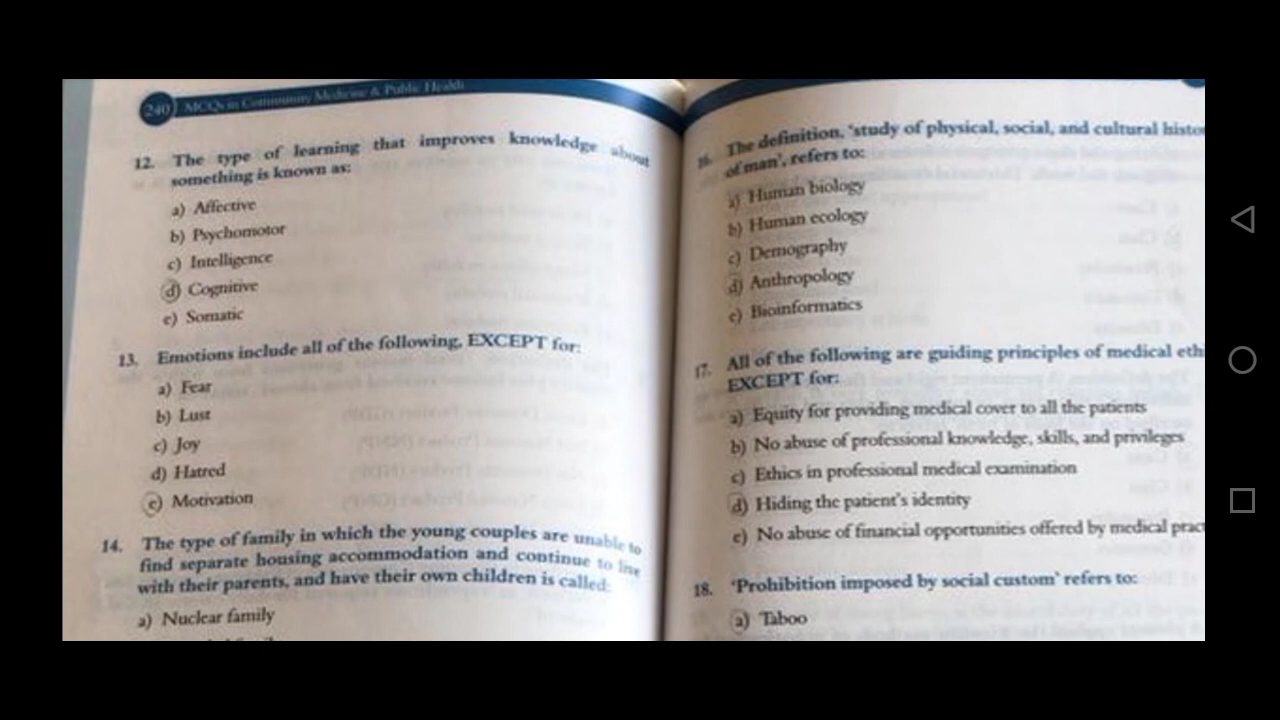 240 MCQs in Community Medicine & Public Health
12. The type of learning that improves knowledge about
something is known as:
a) Affective
b) Psychomotor
c) Intelligence
d) Cognitive
e) Somatic
13. Emotions include all of the following, EXCEPT for:
a) Fear
b) Lust
c) Joy
d) Hatred
e) Motivation
14. The type of family in which the young couples are unable to
find separate housing accommodation and continue to live
with their parents, and have their own children is called:
a) Nuclear family
16. The definition, 'study of physical, social, and cultural histo
of man', refers to:
a) Human biology
b) Human ecology
c) Demography
d) Anthropology
e) Bioinformatics
17. All of the following are guiding principles of medical eth
EXCEPT for:
a) Equity for providing medical cover to all the patients
b) No abuse of professional knowledge, skills, and privileges
c) Ethics in professional medical examination
d) Hiding the patient's identity
e) No abuse of financial opportunities offered by medical pract
18. 'Prohibition imposed by social custom' refers to:
a) Taboo